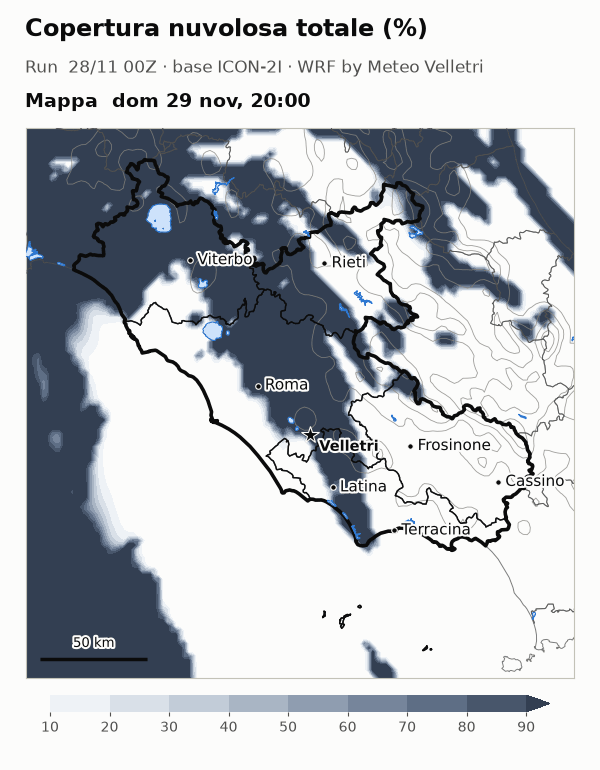 Copertura nuvolosa totale (%)
Run  28/11 00Z · base ICON-2I · WRF by Meteo Velletri
Mappa  dom 29 nov, 20:00
Viterbo
Rieti
Roma
Velletri
Frosinone
Cassino
Latina
Terracina
50 km
10 20 30 40 50 60 70 80 90